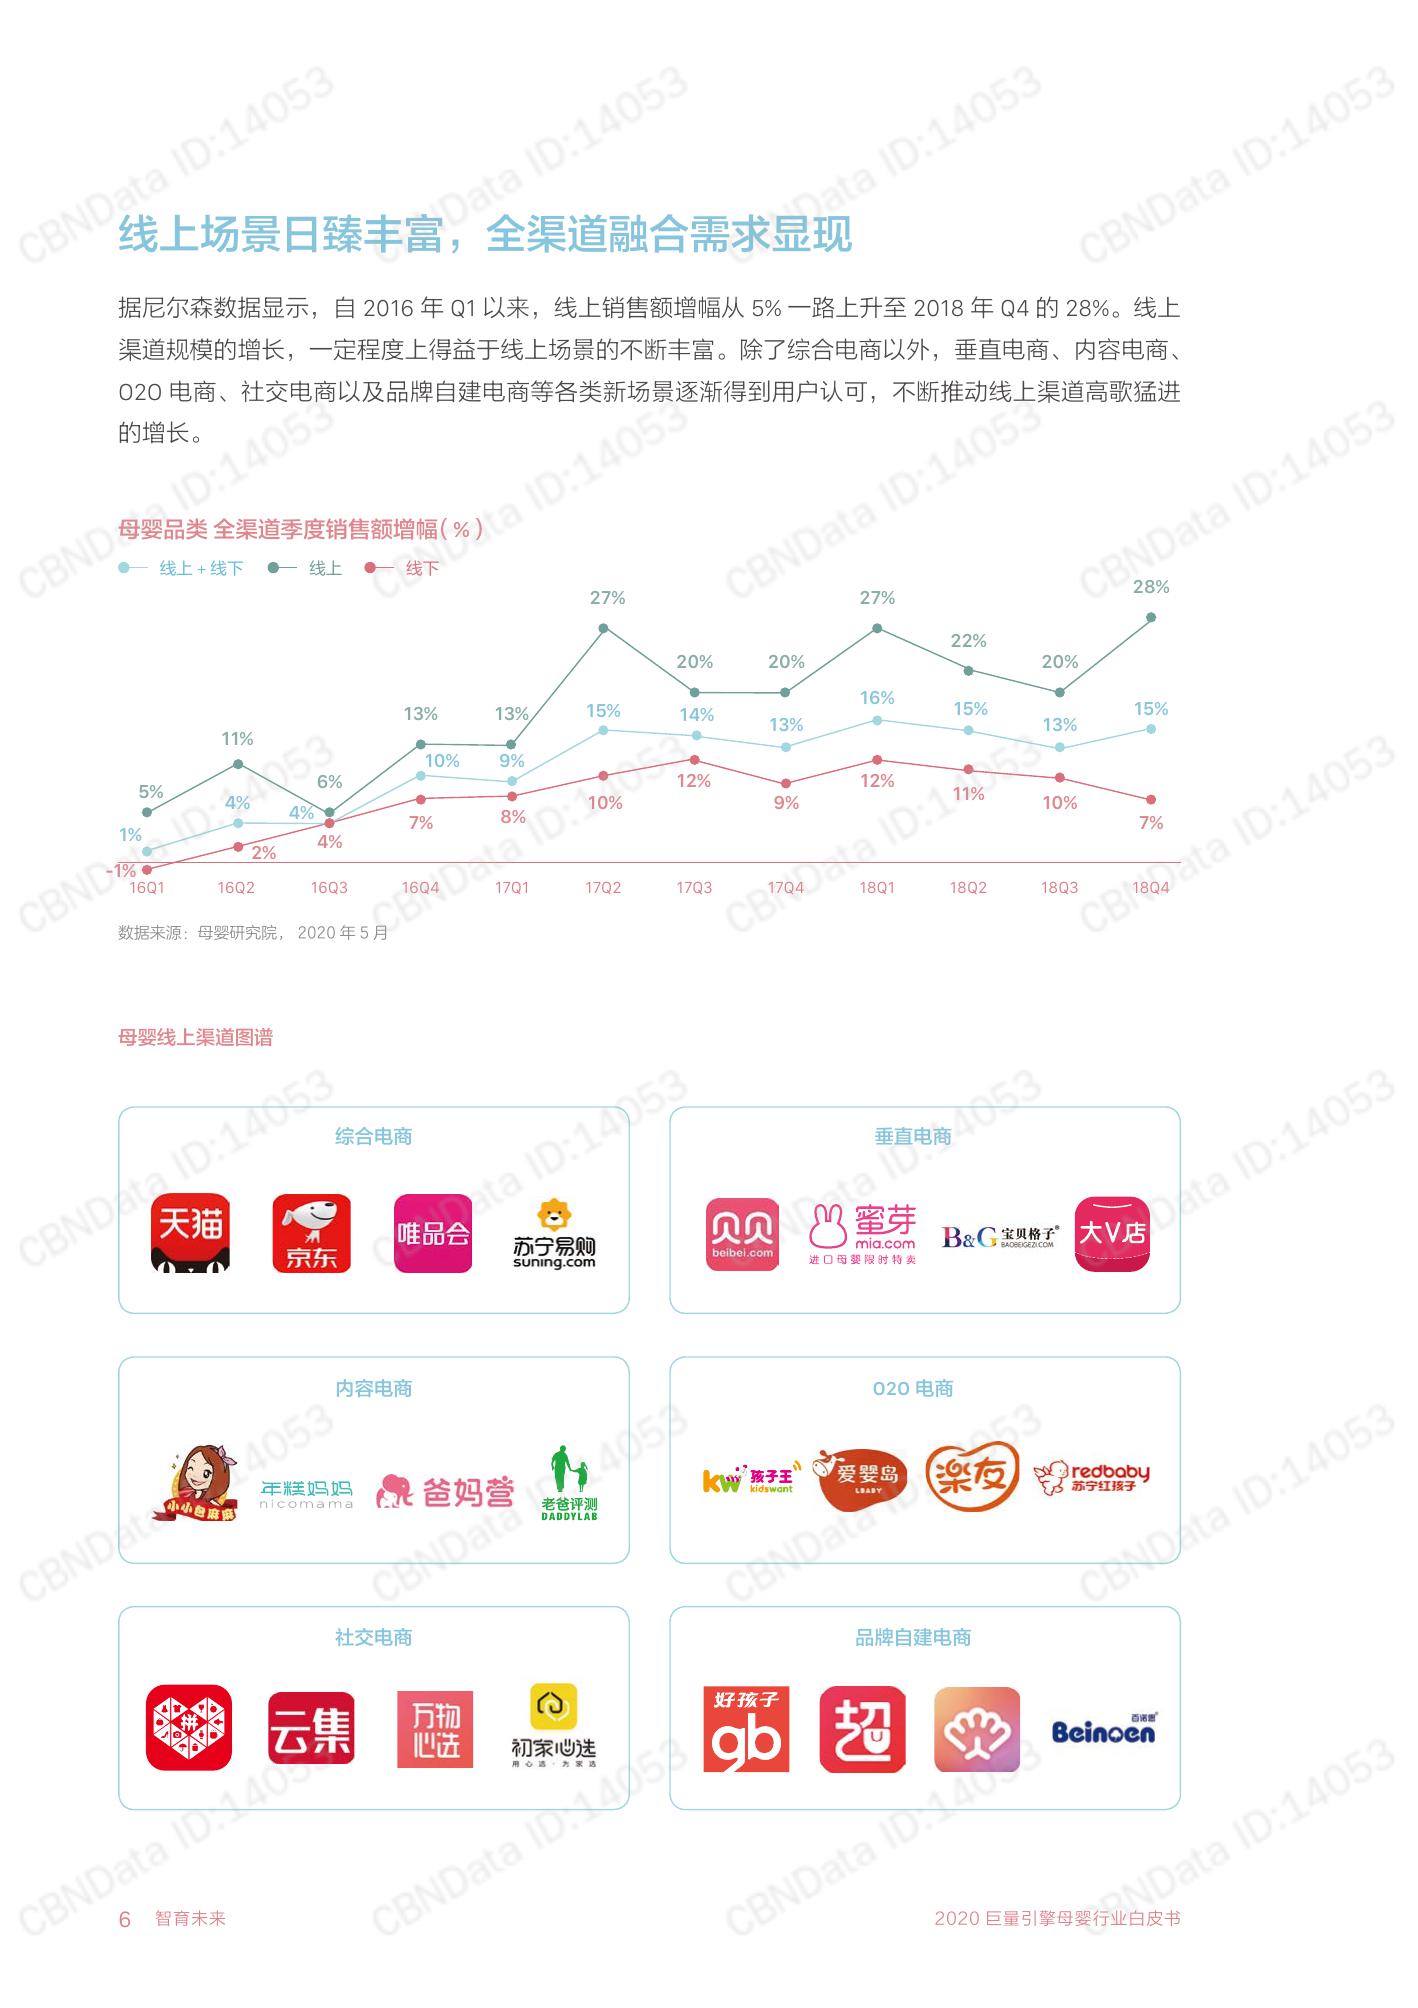 线上场景日臻丰富，全渠道融合需求显现
据尼尔森数据显示，自 2016 年 Q1 以来，线上销售额增幅从 5% 一路上升至 2018 年 Q4 的 28%。线上
渠道规模的增长，一定程度上得益于线上场景的不断丰富。除了综合电商以外，垂直电商、内容电商、
O2O 电商、社交电商以及品牌自建电商等各类新场景逐渐得到用户认可，不断推动线上渠道高歌猛进
的增长。
母婴品类 全渠道季度销售额增幅( % )
线上 + 线下 线上 线下
5% 11% 6% 13% 13% 27% 20% 20% 27% 22% 20% 28%
1% 4% 4% 10% 9% 15% 14% 13% 16% 15% 13% 15%
-1% 2% 4% 7% 8% 10% 12% 9% 12% 11% 10% 7%
16Q1 16Q2 16Q3 16Q4 17Q1 17Q2 17Q3 17Q4 18Q1 18Q2 18Q3 18Q4
数据来源：母婴研究院， 2020 年 5 月
母婴线上渠道图谱
综合电商
天猫
京东
唯品会
苏宁易购
suning.com
垂直电商
贝贝
beibei.com
蜜芽
mia.com
进口母婴限时特卖
B&G 宝贝格子®
BAOBEIGEZI.COM
大V店
内容电商
小小包麻麻
年糕妈妈
nicomama
爸妈营
老爸评测
DADDYLAB
O2O 电商
kw 孩子王
kidswant
爱婴岛
LBABY
乐友
redbaby
苏宁红孩子
社交电商
拼
云集
万物
心选
初家心选
用心选·为家选
品牌自建电商
好孩子
gb
超
百诺恩
Beinoen
6 智育未来
2020 巨量引擎母婴行业白皮书
CBNData ID:14053